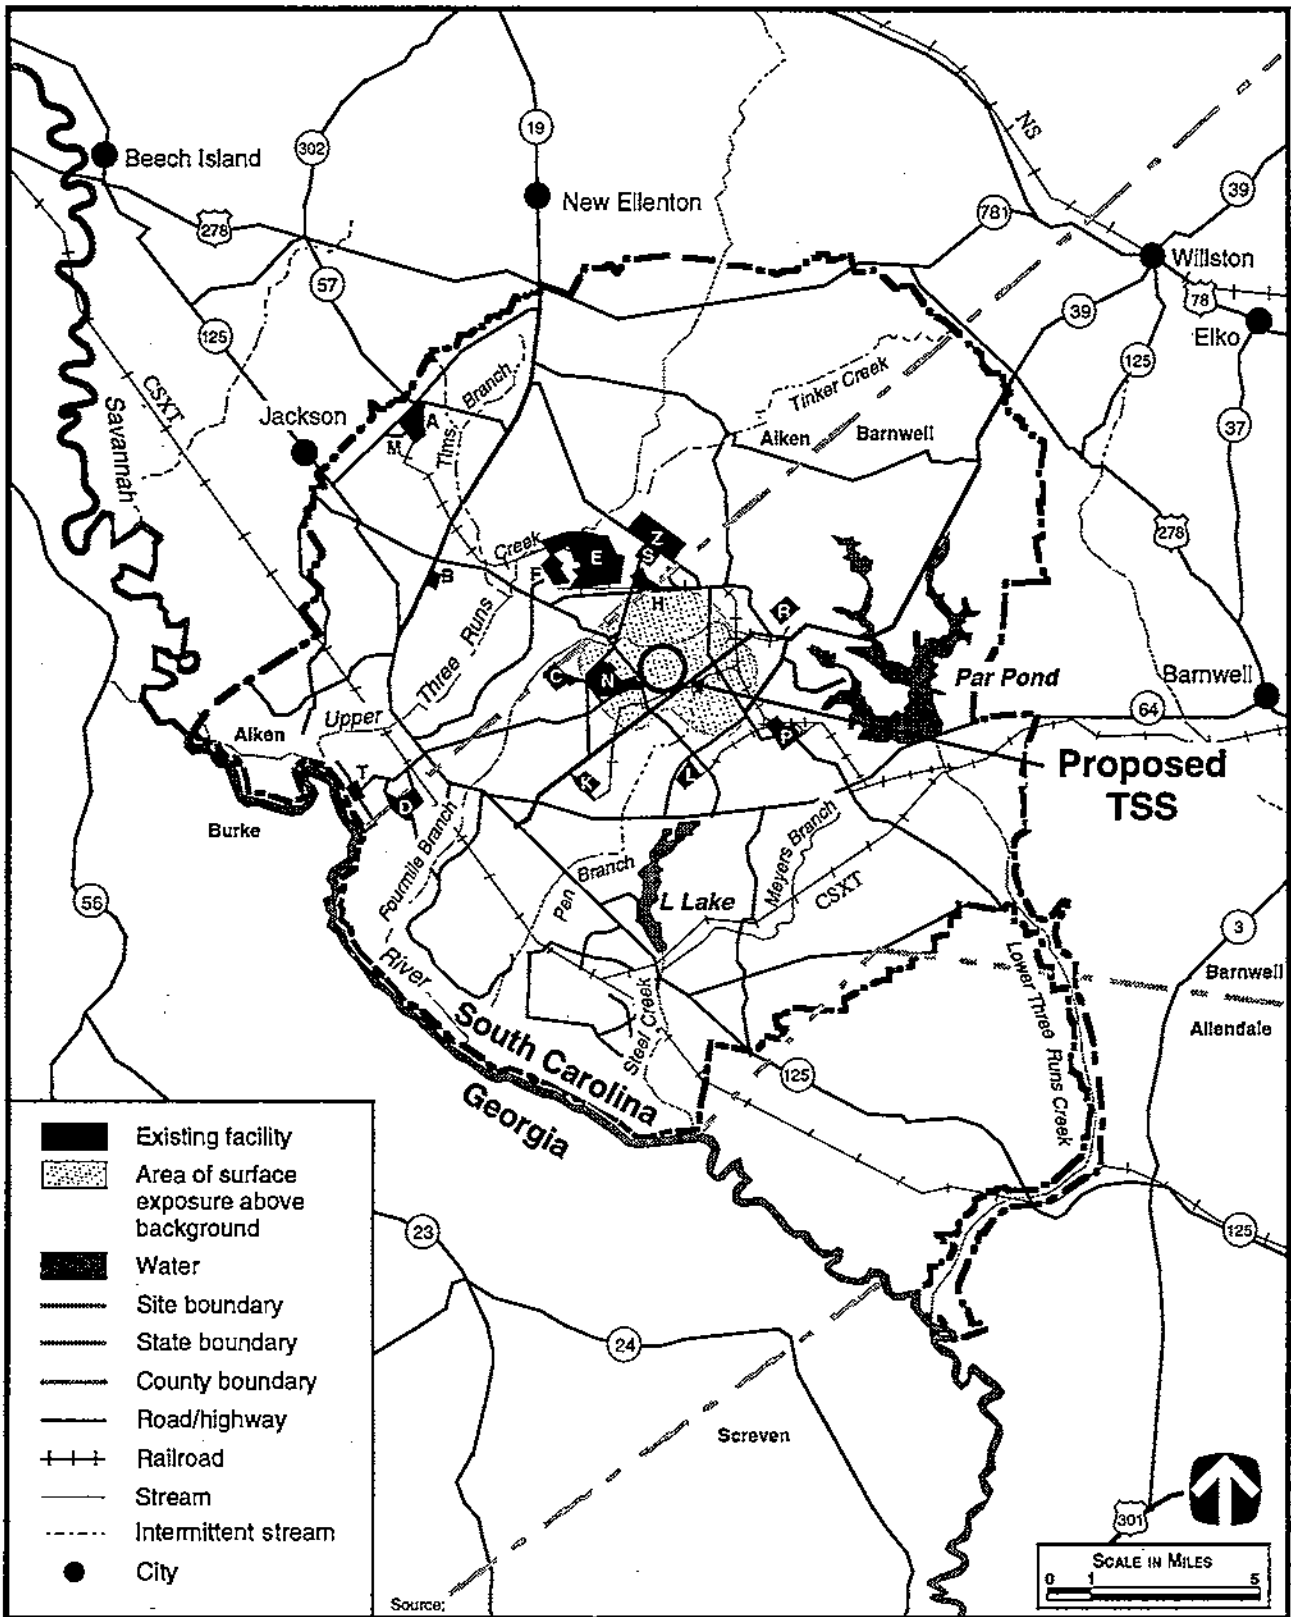 19
302
NS
39
Beech Island
New Ellenton
781
278
Williston
57
78
39
Elko
125
125
CSXT
Savannah
Jackson
Tims Branch
A
M
Tinker Creek
Aiken
Barnwell
37
278
Creek
Z
E
S
F
B
H
R
Three Runs
C
N
Par Pond
Barnwell
64
Upper
Aiken
P
Proposed
TSS
T
D
K
L
Burke
Fourmile Branch
Branch
Pen
Meyers Branch
CSXT
L Lake
56
3
River
Lower Three Runs Creek
Barnwell
Allendale
South Carolina
Steel Creek
Georgia
125
Existing facility
Area of surface
exposure above
background
Water
Site boundary
State boundary
County boundary
Road/highway
Railroad
Stream
Intermittent stream
City
23
24
125
Screven
301
SCALE IN MILES
0 1 5
Source: